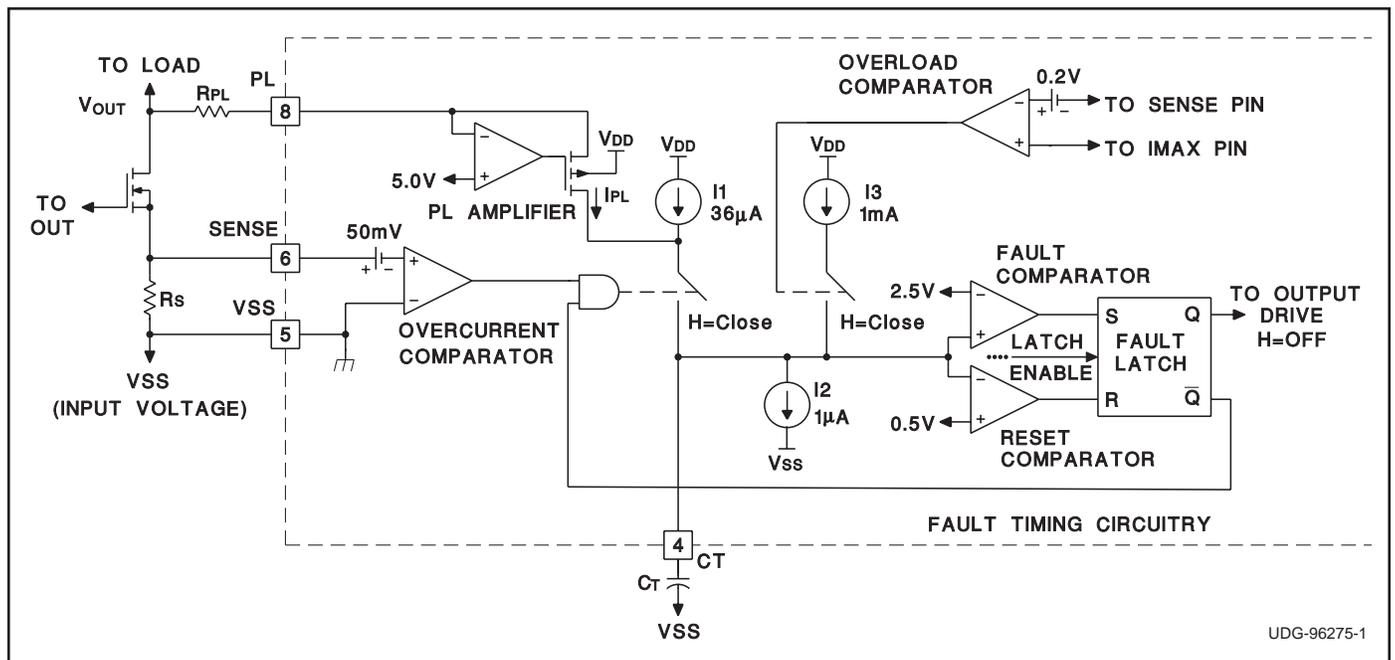 TO LOAD
VOUT
RPL
PL
8
VDD
5.0V
PL AMPLIFIER
IPL
VDD
I1
36μA
OVERLOAD
COMPARATOR
0.2V
+ −
TO SENSE PIN
TO IMAX PIN
−
+
VDD
I3
1mA
−
+
TO
OUT
SENSE
6
50mV
+ −
+
−
RS
VSS
5
OVERCURRENT
COMPARATOR
VSS
(INPUT VOLTAGE)
H=Close
H=Close
FAULT
COMPARATOR
2.5V
−
+
LATCH
ENABLE
S Q
FAULT
LATCH
R Q̅
TO OUTPUT
DRIVE
H=OFF
I2
1μA
VSS
0.5V
−
+
RESET
COMPARATOR
FAULT TIMING CIRCUITRY
4
CT
CT
VSS
UDG-96275-1